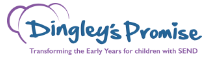 Dingley's Promise
Transforming the Early Years for children with SEND